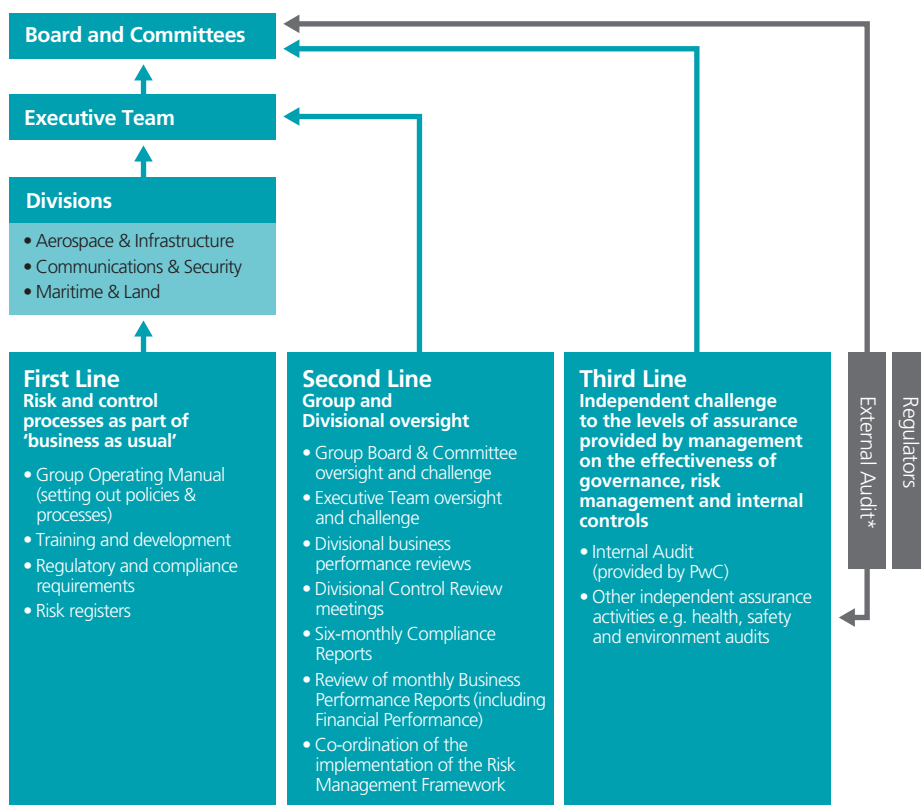 Board and Committees
Executive Team
Divisions
• Aerospace & Infrastructure
• Communications & Security
• Maritime & Land
First Line
Risk and control
processes as part of
‘business as usual’
• Group Operating Manual
(setting out policies &
processes)
• Training and development
• Regulatory and compliance
requirements
• Risk registers
Second Line
Group and
Divisional oversight
• Group Board & Committee
oversight and challenge
• Executive Team oversight
and challenge
• Divisional business
performance reviews
• Divisional Control Review
meetings
• Six-monthly Compliance
Reports
• Review of monthly Business
Performance Reports (including
Financial Performance)
• Co-ordination of the
implementation of the Risk
Management Framework
Third Line
Independent challenge
to the levels of assurance
provided by management
on the effectiveness of
governance, risk
management and internal
controls
• Internal Audit
(provided by PwC)
• Other independent assurance
activities e.g. health, safety
and environment audits
External Audit*
Regulators